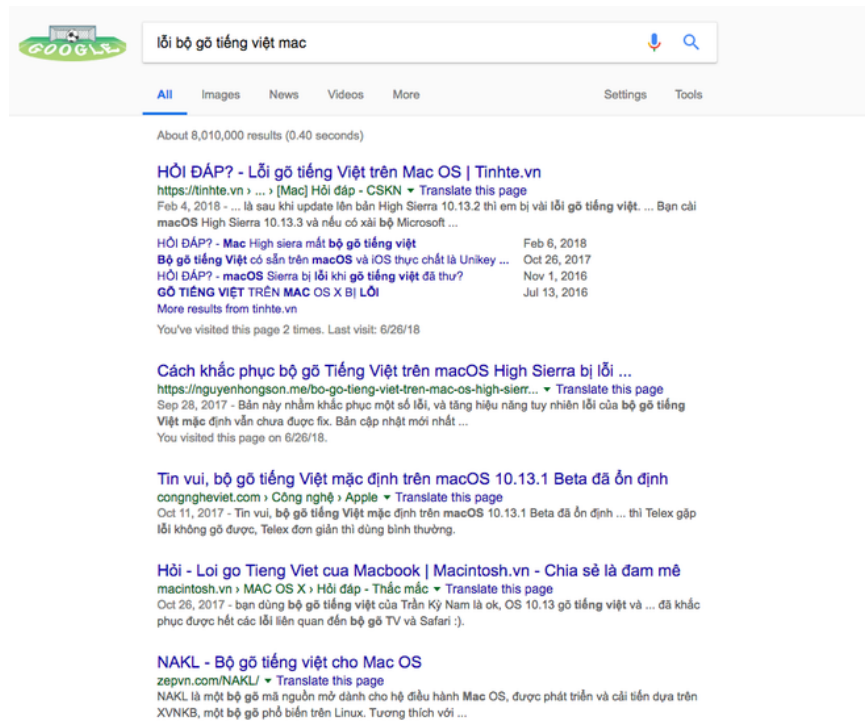 GOOGLE
lỗi bộ gõ tiếng việt mac
All Images News Videos More Settings Tools
About 8,010,000 results (0.40 seconds)
HỎI ĐÁP? - Lỗi gõ tiếng Việt trên Mac OS | Tinhte.vn
https://tinhte.vn › ... › [Mac] Hỏi đáp - CSKN ▾ Translate this page
Feb 4, 2018 - ... là sau khi update lên bản High Sierra 10.13.2 thì em bị vài lỗi gõ tiếng việt. ... Bạn cài
macOS High Sierra 10.13.3 và nếu có xài bộ Microsoft ...
HỎI ĐÁP? - Mac High siera mất bộ gõ tiếng việt Feb 6, 2018
Bộ gõ tiếng Việt có sẵn trên macOS và iOS thực chất là Unikey ... Oct 26, 2017
HỎI ĐÁP? - macOS Sierra bị lỗi khi gõ tiếng việt đã thư? Nov 1, 2016
GÕ TIẾNG VIỆT TRÊN MAC OS X BỊ LỖI Jul 13, 2016
More results from tinhte.vn
You've visited this page 2 times. Last visit: 6/26/18
Cách khắc phục bộ gõ Tiếng Việt trên macOS High Sierra bị lỗi ...
https://nguyenhongson.me/bo-go-tieng-viet-tren-mac-os-high-sierr... ▾ Translate this page
Sep 28, 2017 - Bản này nhằm khắc phục một số lỗi, và tăng hiệu năng tuy nhiên lỗi của bộ gõ tiếng
Việt mặc định vẫn chưa được fix. Bản cập nhật mới nhất ...
You visited this page on 6/26/18.
Tin vui, bộ gõ tiếng Việt mặc định trên macOS 10.13.1 Beta đã ổn định
congngheviet.com › Công nghệ › Apple ▾ Translate this page
Oct 11, 2017 - Tin vui, bộ gõ tiếng Việt mặc định trên macOS 10.13.1 Beta đã ổn định ... thì Telex gặp
lỗi không gõ được, Telex đơn giản thì dùng bình thường.
Hỏi - Loi go Tieng Viet cua Macbook | Macintosh.vn - Chia sẻ là đam mê
macintosh.vn › MAC OS X › Hỏi đáp - Thắc mắc ▾ Translate this page
Oct 26, 2017 - bạn dùng bộ gõ tiếng việt của Trần Kỳ Nam là ok, OS 10.13 gõ tiếng việt và ... đã khắc
phục được hết các lỗi liên quan đến bộ gõ TV và Safari :).
NAKL - Bộ gõ tiếng việt cho Mac OS
zepvn.com/NAKL/ ▾ Translate this page
NAKL là một bộ gõ mã nguồn mở dành cho hệ điều hành Mac OS, được phát triển và cải tiến dựa trên
XVNKB, một bộ gõ phổ biến trên Linux. Tương thích với ...